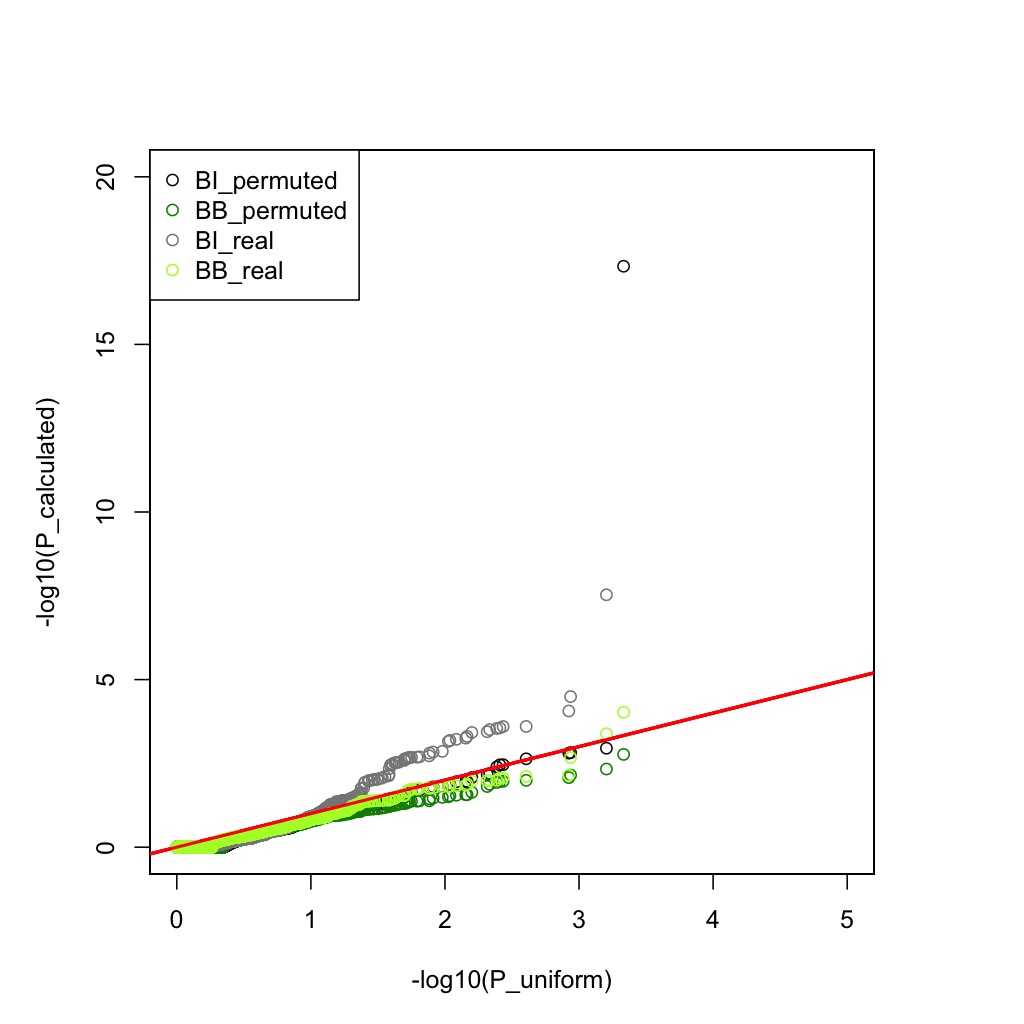 BI_permuted
BB_permuted
BI_real
BB_real
20
15
10
5
0
-log10(P_calculated)
0 1 2 3 4 5
-log10(P_uniform)